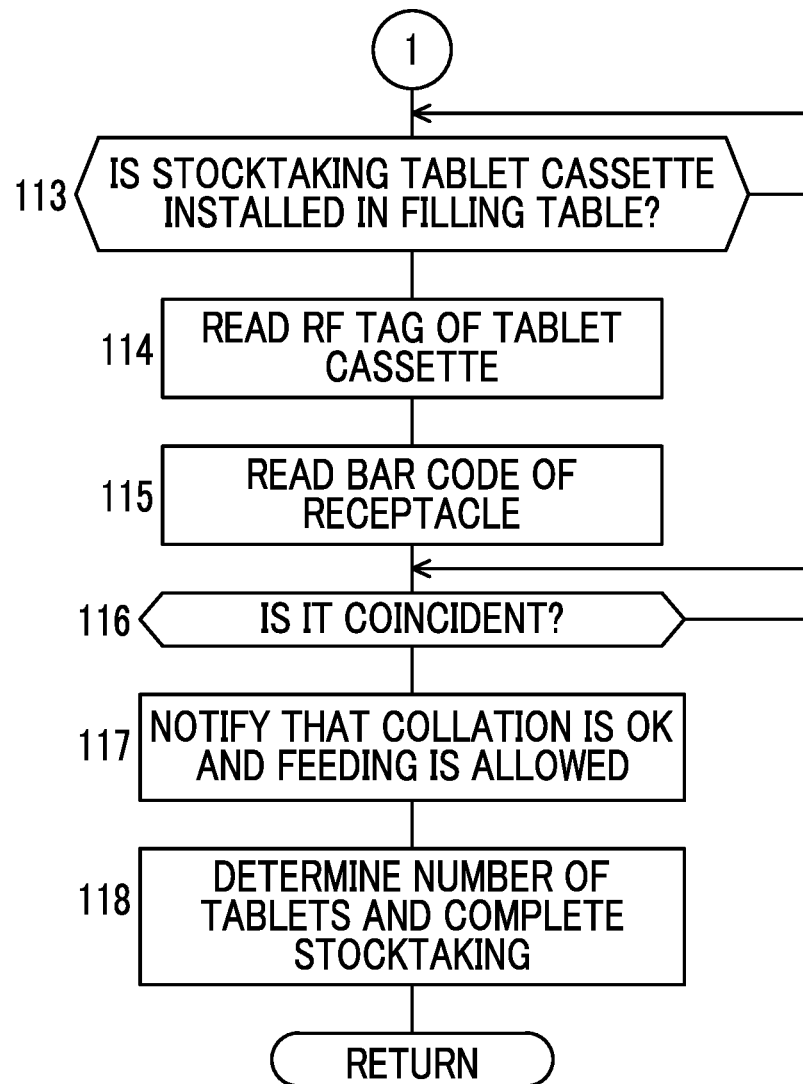 1
113
IS STOCKTAKING TABLET CASSETTE
INSTALLED IN FILLING TABLE?
114
READ RF TAG OF TABLET
CASSETTE
115
READ BAR CODE OF
RECEPTACLE
116
IS IT COINCIDENT?
117
NOTIFY THAT COLLATION IS OK
AND FEEDING IS ALLOWED
118
DETERMINE NUMBER OF
TABLETS AND COMPLETE
STOCKTAKING
RETURN